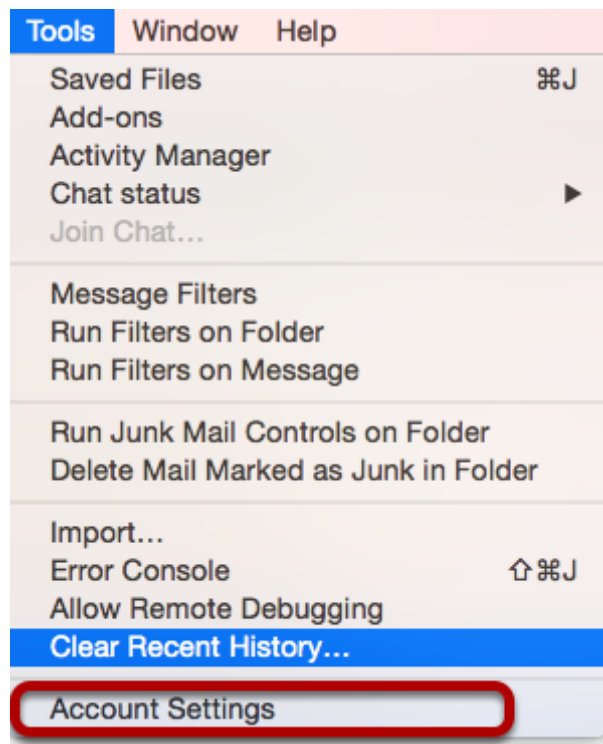 Tools Window Help
Saved Files ⌘J
Add-ons
Activity Manager
Chat status ▶
Join Chat...
Message Filters
Run Filters on Folder
Run Filters on Message
Run Junk Mail Controls on Folder
Delete Mail Marked as Junk in Folder
Import...
Error Console ⇧⌘J
Allow Remote Debugging
Clear Recent History...
Account Settings